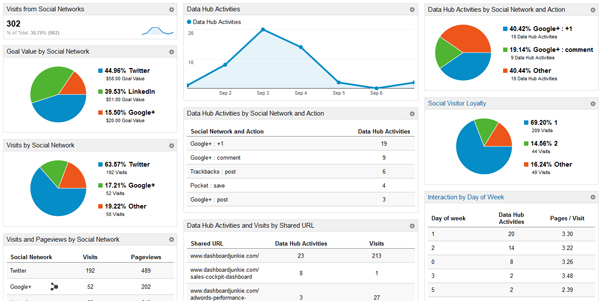 Visits from Social Networks
302
% of Total: 30.78% (982)
Goal Value by Social Network
44.96% Twitter
$58.00 Goal Value
39.53% LinkedIn
$51.00 Goal Value
15.50% Google+
$20.00 Goal Value
Visits by Social Network
63.57% Twitter
192 Visits
17.21% Google+
52 Visits
19.22% Other
58 Visits
Visits and Pageviews by Social Network
Social Network Visits Pageviews
Twitter 192 489
Google+ 52 202
Data Hub Activities
Data Hub Activities
28
16
Sep 2 Sep 3 Sep 4 Sep 5 Sep 6
Data Hub Activities by Social Network and Action
Social Network and Action Data Hub Activities
Google+ : +1 19
Google+ : comment 9
Trackbacks : post 6
Pocket : save 4
Google+ : post 3
Data Hub Activities and Visits by Shared URL
Shared URL Data Hub Activities Visits
www.dashboardjunkie.com/ 23 213
www.dashboardjunkie.com/
sales-cockpit-dashboard 8 1
www.dashboardjunkie.com/
adwords-performance- 3 27
Data Hub Activities by Social Network and Action
40.42% Google+ : +1
19 Data Hub Activities
19.14% Google+ : comment
9 Data Hub Activities
40.44% Other
19 Data Hub Activities
Social Visitor Loyalty
69.20% 1
209 Visits
14.56% 2
44 Visits
16.24% Other
49 Visits
Interaction by Day of Week
Day of week Data Hub Activities Pages / Visit
1 20 3.30
2 14 3.22
0 8 3.26
3 2 2.48
5 2 2.39